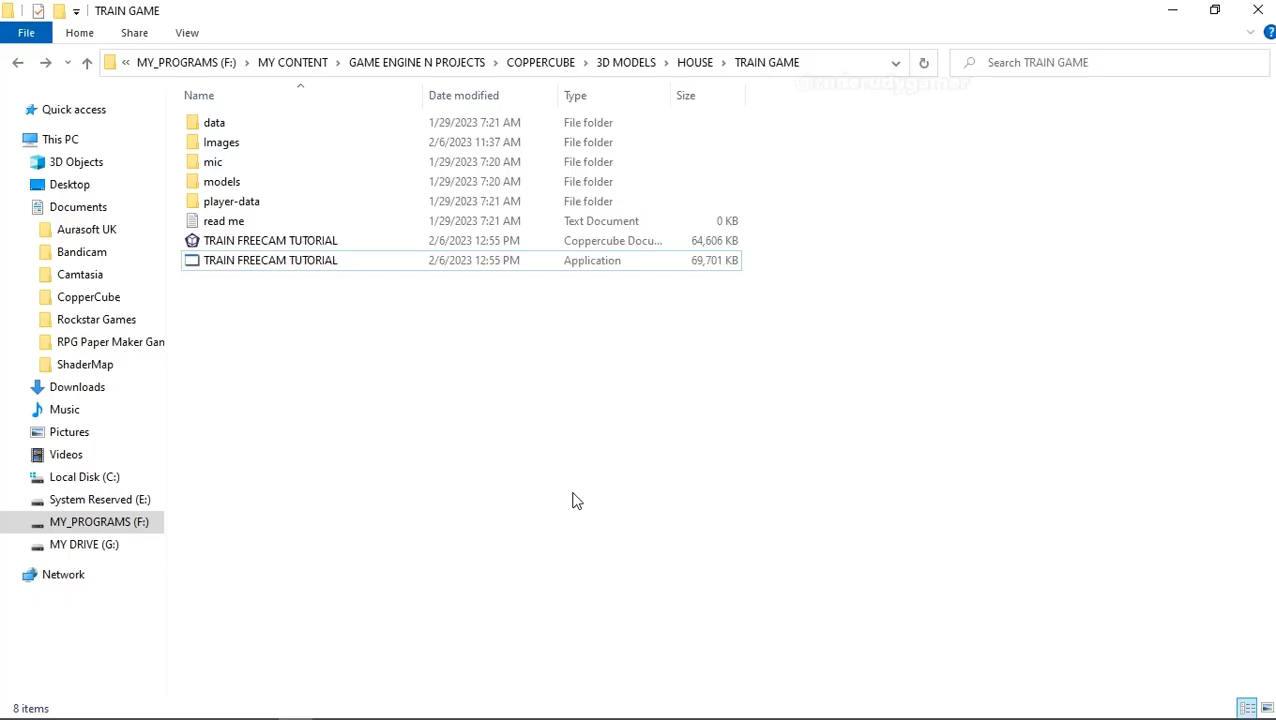 TRAIN GAME
File Home Share View
« MY_PROGRAMS (F:) > MY CONTENT > GAME ENGINE N PROJECTS > COPPERCUBE > 3D MODELS > HOUSE > TRAIN GAME
Search TRAIN GAME
Name Date modified Type Size
data 1/29/2023 7:21 AM File folder
Images 2/6/2023 11:37 AM File folder
mic 1/29/2023 7:20 AM File folder
models 1/29/2023 7:20 AM File folder
player-data 1/29/2023 7:21 AM File folder
read me 1/29/2023 7:21 AM Text Document 0 KB
TRAIN FREECAM TUTORIAL 2/6/2023 12:55 PM Coppercube Docu... 64,606 KB
TRAIN FREECAM TUTORIAL 2/6/2023 12:55 PM Application 69,701 KB
Quick access
This PC
3D Objects
Desktop
Documents
Aurasoft UK
Bandicam
Camtasia
CopperCube
Rockstar Games
RPG Paper Maker Gam
ShaderMap
Downloads
Music
Pictures
Videos
Local Disk (C:)
System Reserved (E:)
MY_PROGRAMS (F:)
MY DRIVE (G:)
Network
8 items